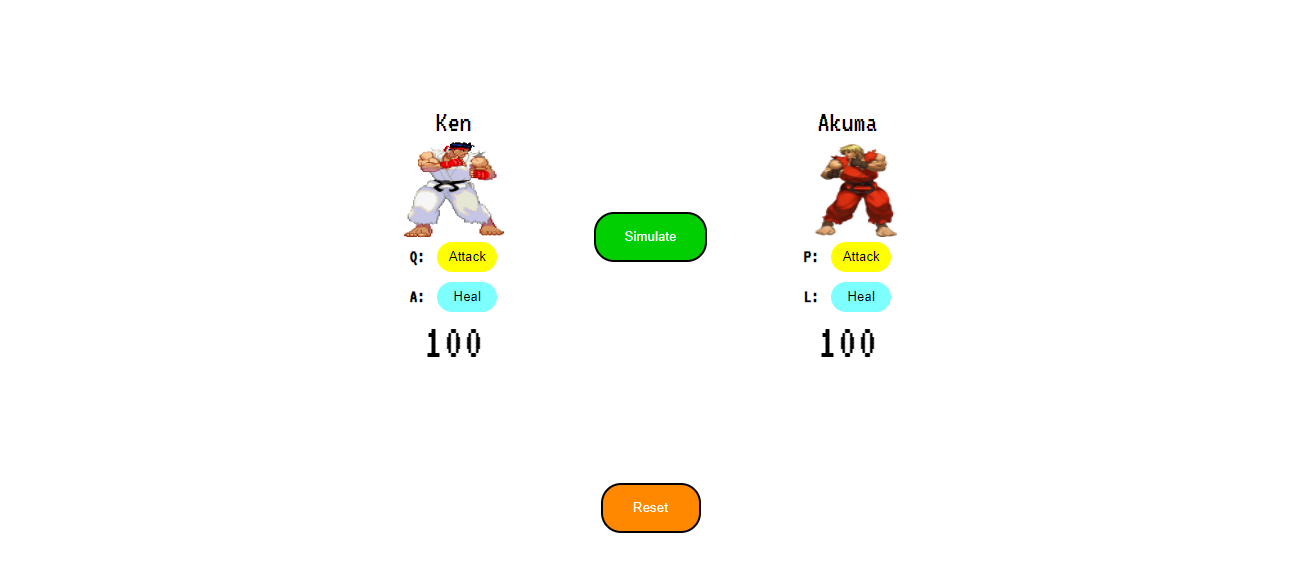 Ken
Akuma
Simulate
Q: Attack
P: Attack
A: Heal
L: Heal
100
100
Reset